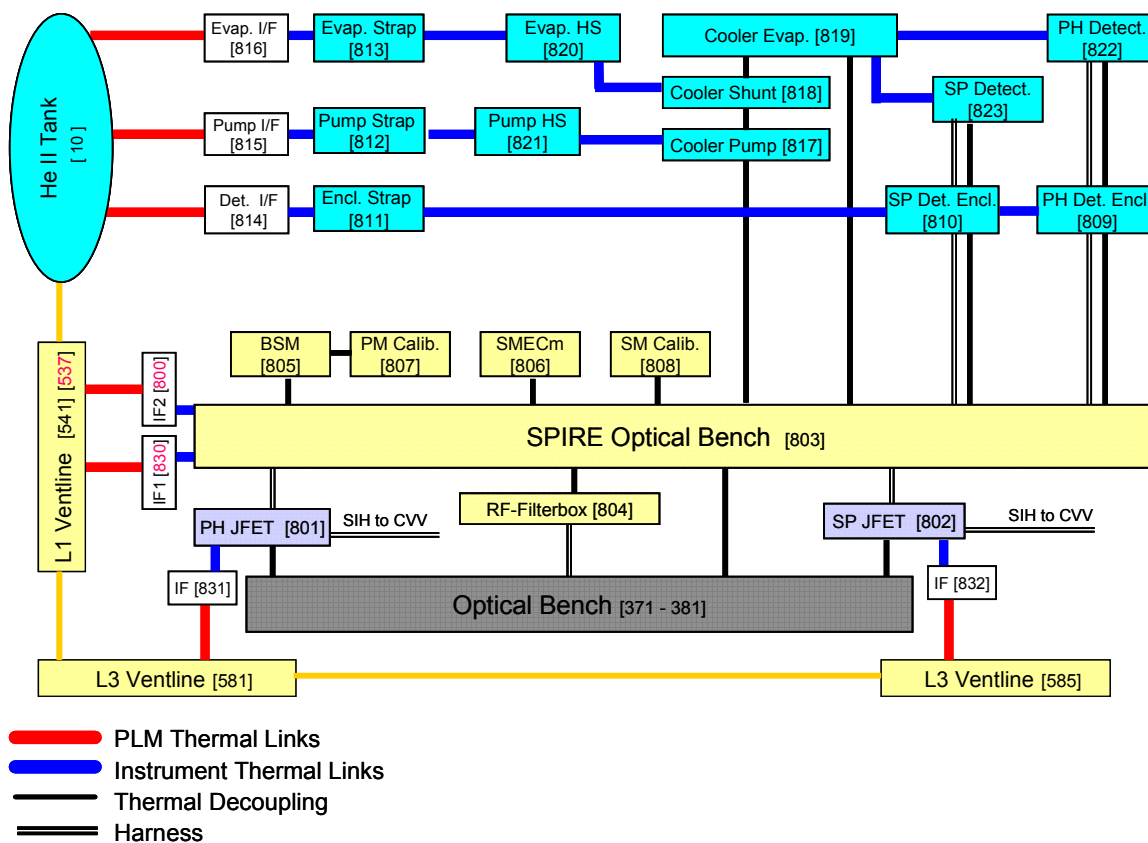 Evap. I/F
[816]
Evap. Strap
[813]
Evap. HS
[820]
Cooler Evap. [819]
PH Detect.
[822]
Cooler Shunt [818]
SP Detect.
[823]
He II Tank
[ 10 ]
Pump I/F
[815]
Pump Strap
[812]
Pump HS
[821]
Cooler Pump [817]
Det. I/F
[814]
Encl. Strap
[811]
SP Det. Encl.
[810]
PH Det. Encl
[809]
BSM
[805]
PM Calib.
[807]
SMECm
[806]
SM Calib.
[808]
L1 Ventline [541] [537]
IF2 [800]
IF1 [830]
SPIRE Optical Bench [803]
PH JFET [801]
SIH to CVV
RF-Filterbox [804]
SP JFET [802]
SIH to CVV
IF [831]
Optical Bench [371 - 381]
IF [832]
L3 Ventline [581]
L3 Ventline [585]
PLM Thermal Links
Instrument Thermal Links
Thermal Decoupling
Harness